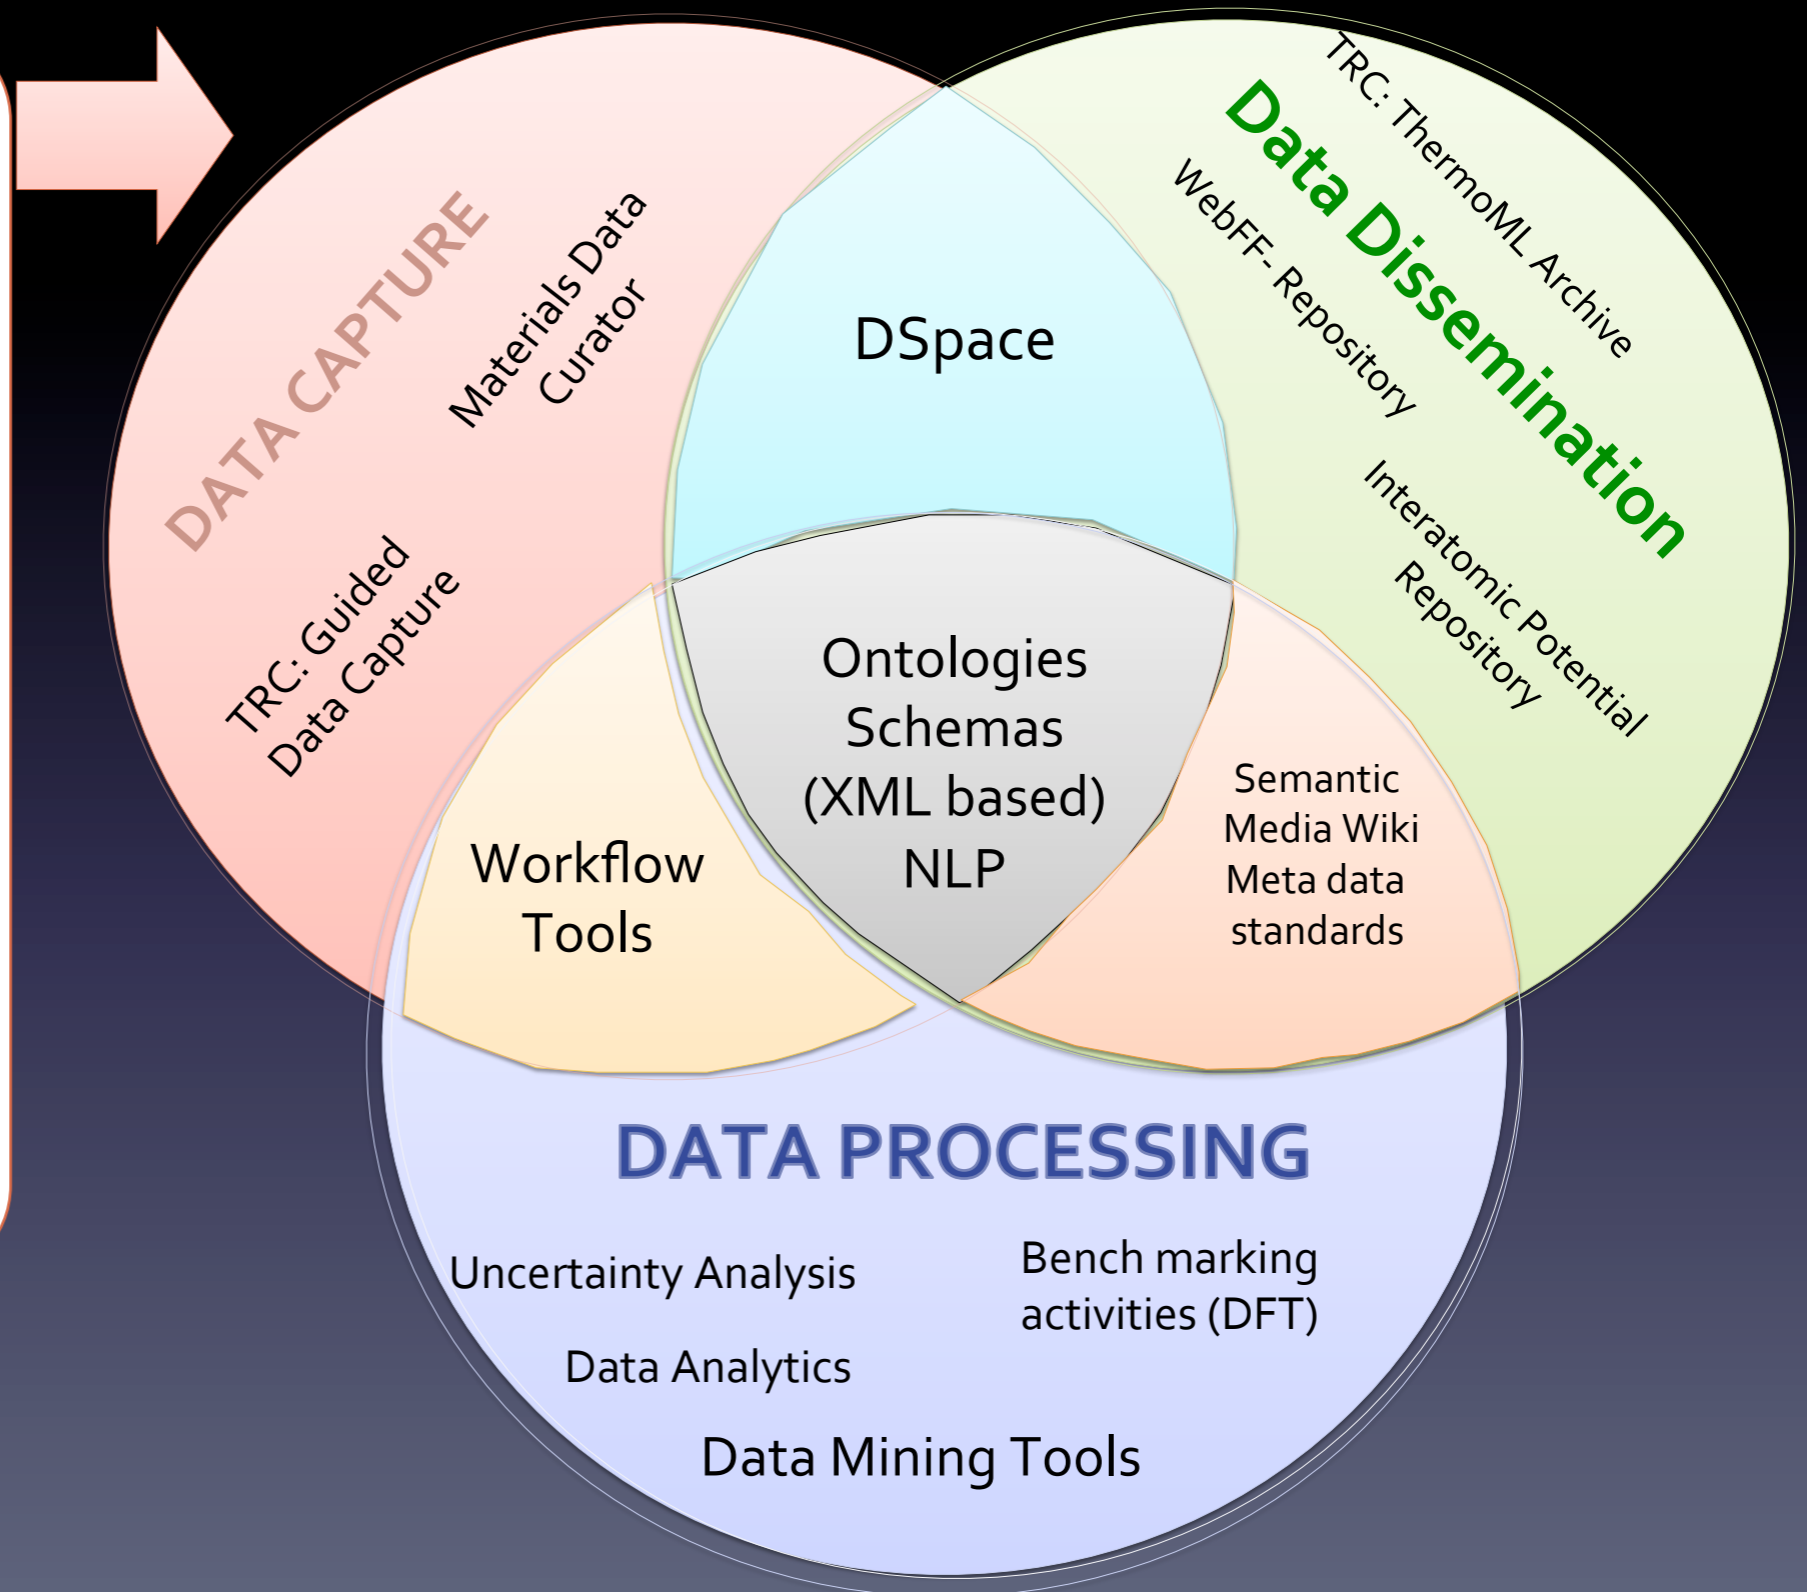 DATA CAPTURE
Materials Data
Curator
TRC: Guided
Data Capture
DSpace
TRC: ThermoML Archive
Data Dissemination
WebFF- Repository
Interatomic Potential
Repository
Ontologies
Schemas
(XML based)
NLP
Workflow
Tools
Semantic
Media Wiki
Meta data
standards
DATA PROCESSING
Uncertainty Analysis
Bench marking
activities (DFT)
Data Analytics
Data Mining Tools